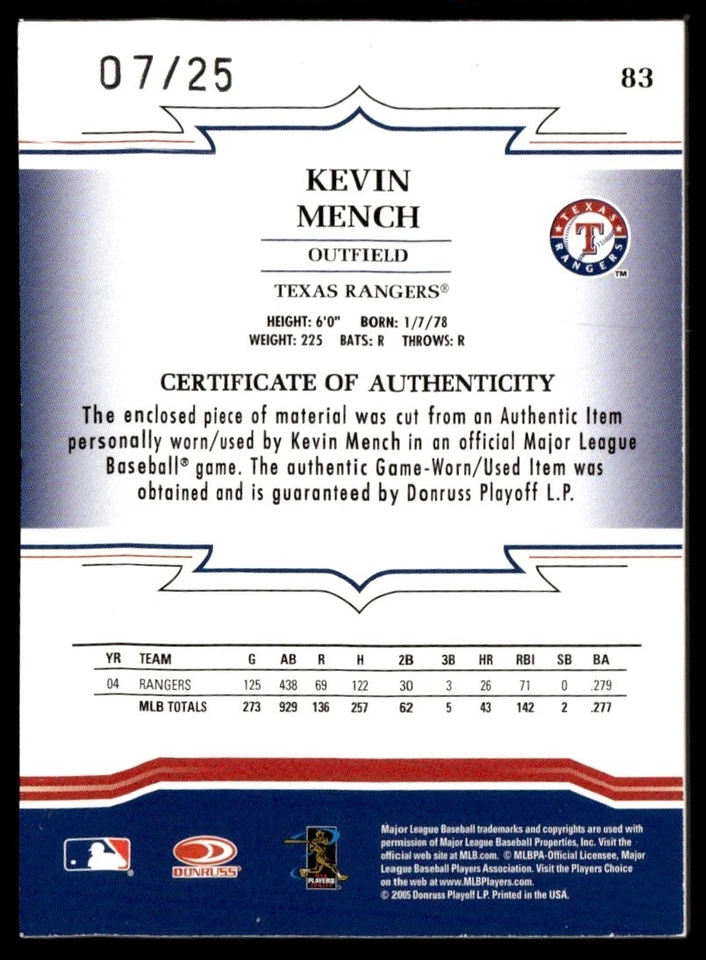 07/25
83
KEVIN
MENCH
OUTFIELD
TEXAS RANGERS®
TEXAS
T
RANGERS
TM
HEIGHT: 6'0" BORN: 1/7/78
WEIGHT: 225 BATS: R THROWS: R
CERTIFICATE OF AUTHENTICITY
The enclosed piece of material was cut from an Authentic Item
personally worn/used by Kevin Mench in an official Major League
Baseball® game. The authentic Game-Worn/Used Item was
obtained and is guaranteed by Donruss Playoff L.P.
YR TEAM G AB R H 2B 3B HR RBI SB BA
04 RANGERS 125 438 69 122 30 3 26 71 0 .279
MLB TOTALS 273 929 136 257 62 5 43 142 2 .277
®
DONRUSS
PLAYERS
CHOICE
Major League Baseball trademarks and copyrights are used with
permission of Major League Baseball Properties, Inc. Visit the
official web site at MLB.com. © MLBPA-Official Licensee, Major
League Baseball Players Association. Visit the Players Choice
on the web at www.MLBPlayers.com.
© 2005 Donruss Playoff L.P. Printed in the USA.